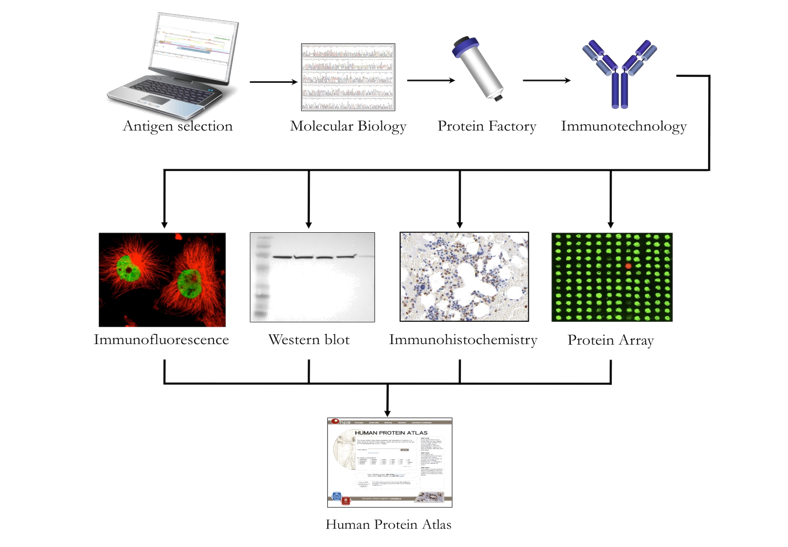 Antigen selection
Molecular Biology
Protein Factory
Immunotechnology
Immunofluorescence
Western blot
Immunohistochemistry
Protein Array
HUMAN PROTEIN ATLAS
Human Protein Atlas